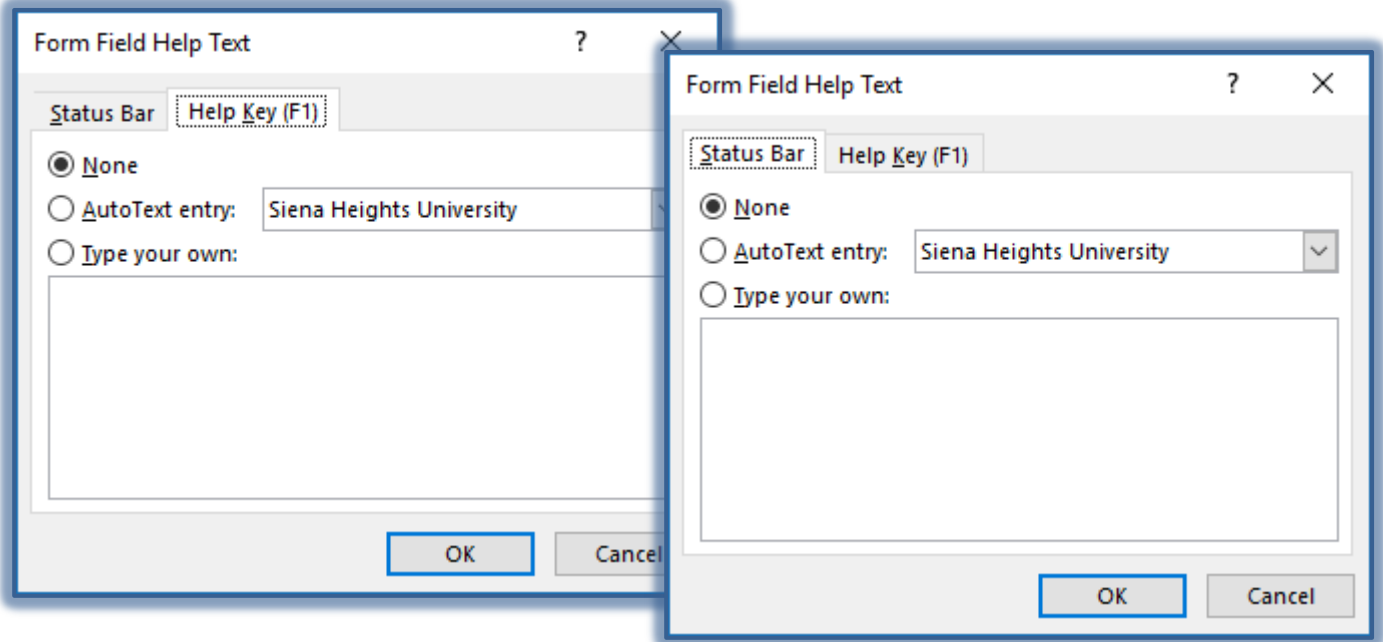 Form Field Help Text ?
Status Bar Help Key (F1)
None
AutoText entry: Siena Heights University
Type your own:
OK Cancel
Form Field Help Text ?
Status Bar Help Key (F1)
None
AutoText entry: Siena Heights University
Type your own:
OK Cancel